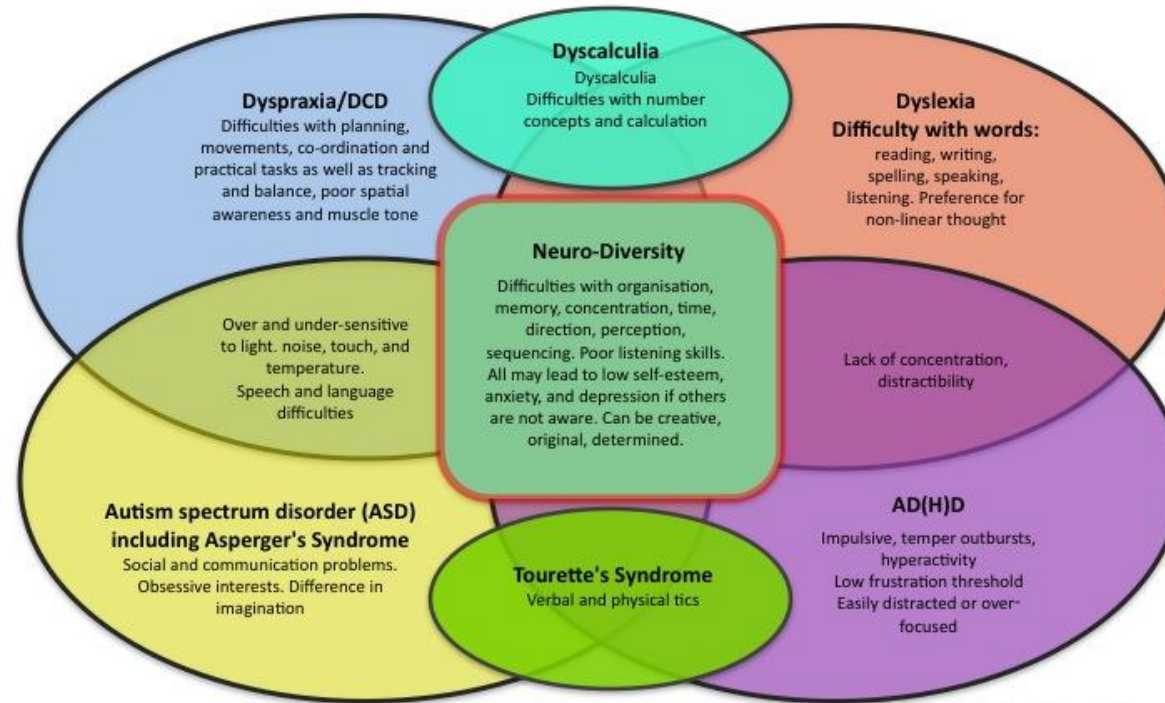 Dyscalculia
Dyscalculia
Difficulties with number
concepts and calculation
Dyspraxia/DCD
Difficulties with planning,
movements, co-ordination and
practical tasks as well as tracking
and balance, poor spatial
awareness and muscle tone
Dyslexia
Difficulty with words:
reading, writing,
spelling, speaking,
listening. Preference for
non-linear thought
Neuro-Diversity
Difficulties with organisation,
memory, concentration, time,
direction, perception,
sequencing. Poor listening skills.
All may lead to low self-esteem,
anxiety, and depression if others
are not aware. Can be creative,
original, determined.
Over and under-sensitive
to light. noise, touch, and
temperature.
Speech and language
difficulties
Lack of concentration,
distractibility
Autism spectrum disorder (ASD)
including Asperger's Syndrome
Social and communication problems.
Obsessive interests. Difference in
imagination
Tourette's Syndrome
Verbal and physical tics
AD(H)D
Impulsive, temper outbursts,
hyperactivity
Low frustration threshold
Easily distracted or over-
focused